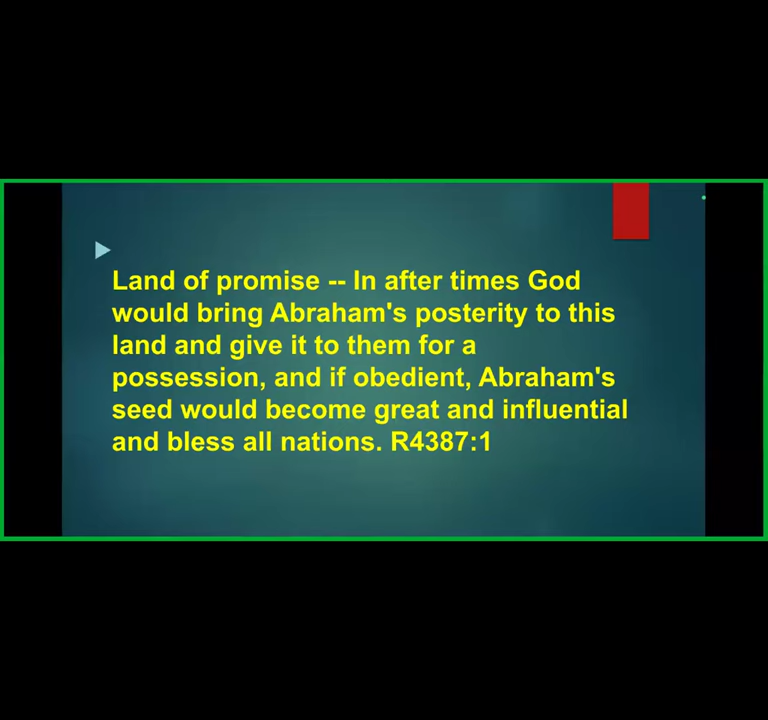 Land of promise -- In after times God
would bring Abraham's posterity to this
land and give it to them for a
possession, and if obedient, Abraham's
seed would become great and influential
and bless all nations. R4387:1